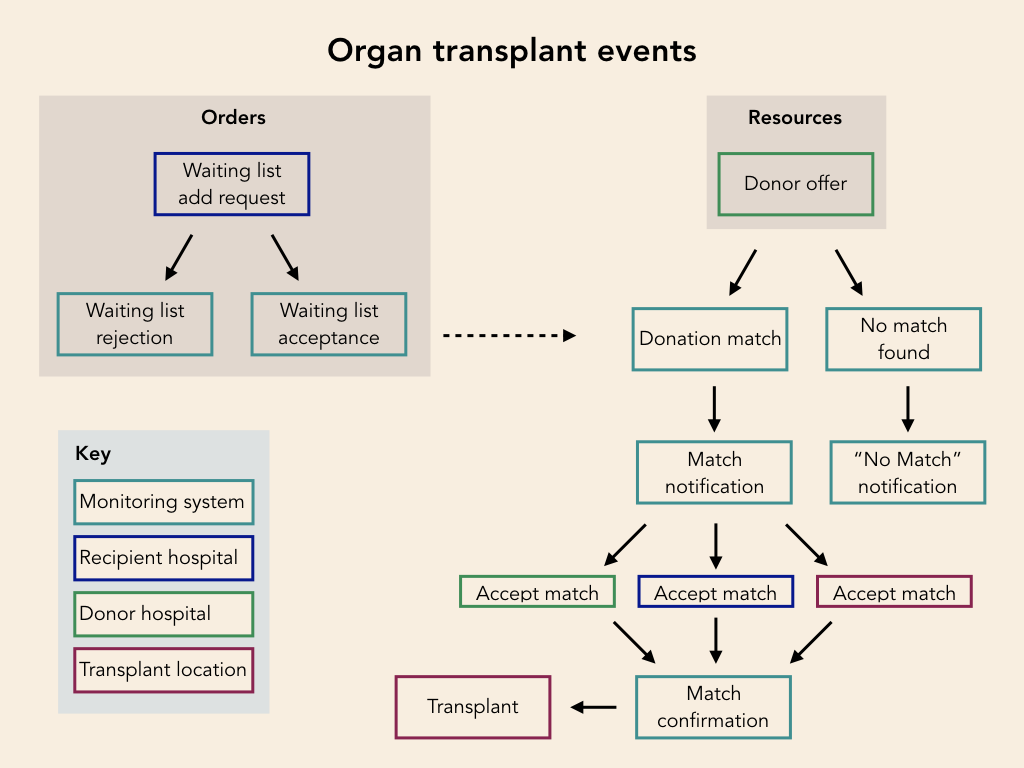 Organ transplant events
Orders
Waiting list
add request
Waiting list
rejection
Waiting list
acceptance
Resources
Donor offer
Donation match
No match
found
Match
notification
“No Match”
notification
Accept match
Accept match
Accept match
Match
confirmation
Transplant
Key
Monitoring system
Recipient hospital
Donor hospital
Transplant location